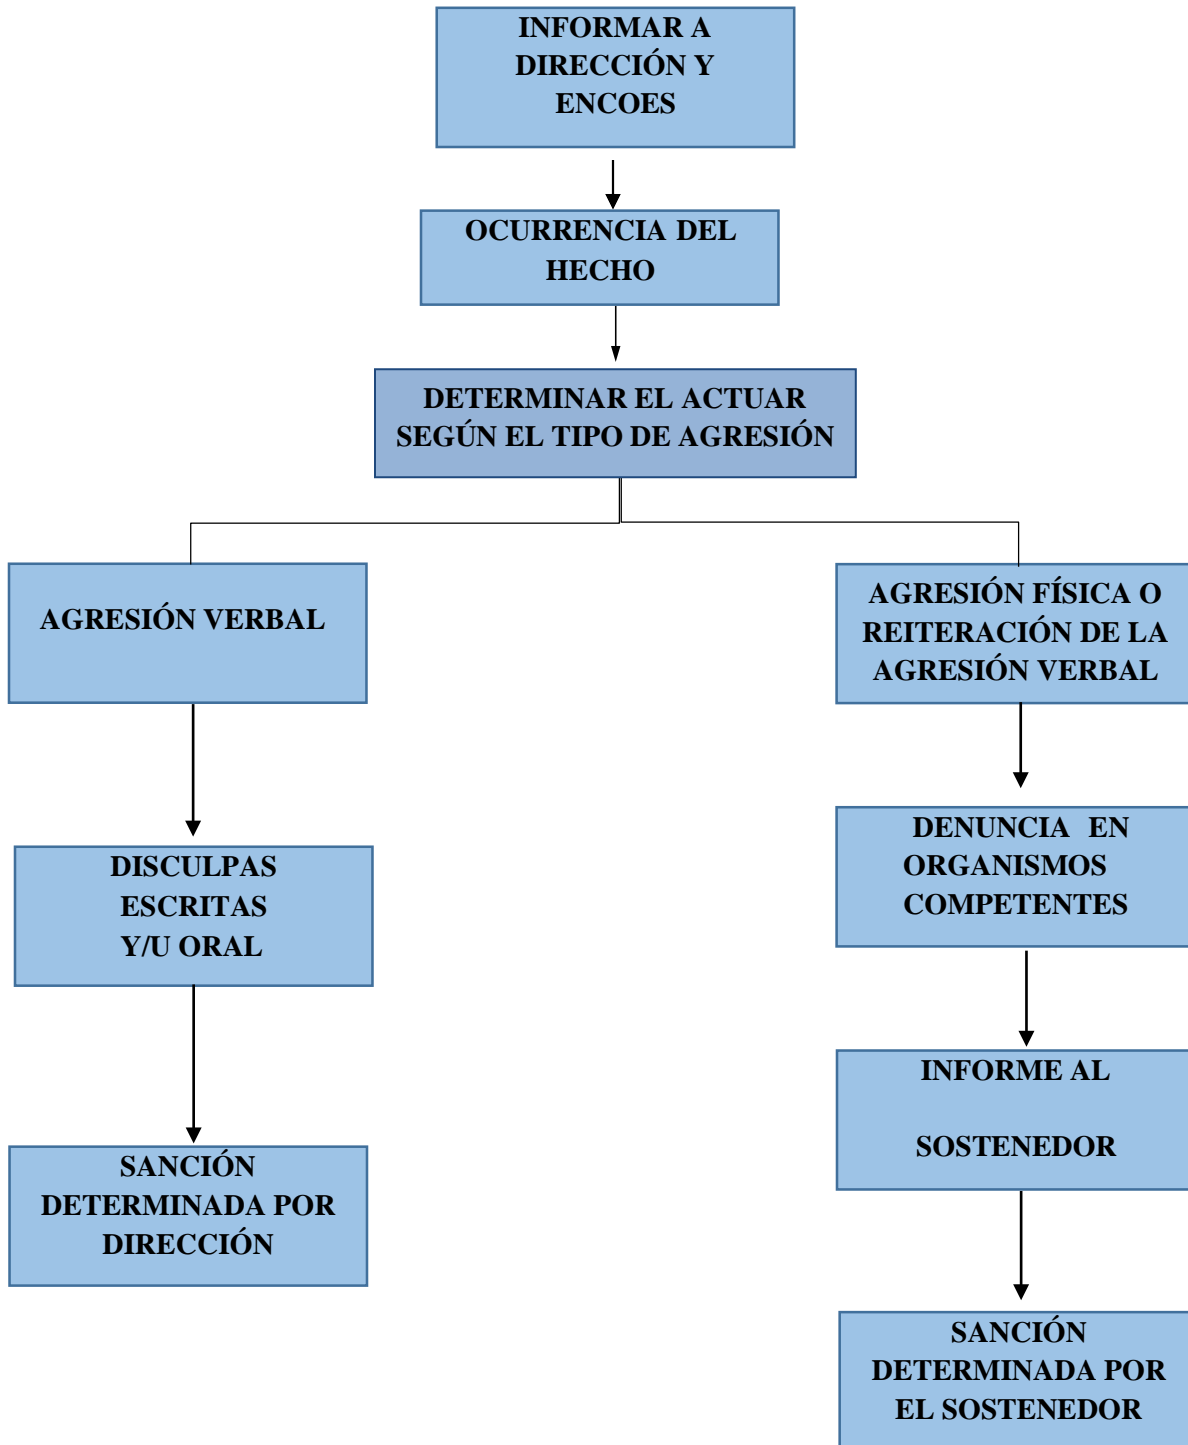 INFORMAR A
DIRECCIÓN Y
ENCOES
OCURRENCIA DEL
HECHO
DETERMINAR EL ACTUAR
SEGÚN EL TIPO DE AGRESIÓN
AGRESIÓN VERBAL
DISCULPAS
ESCRITAS
Y/U ORAL
SANCIÓN
DETERMINADA POR
DIRECCIÓN
AGRESIÓN FÍSICA O
REITERACIÓN DE LA
AGRESIÓN VERBAL
DENUNCIA EN
ORGANISMOS
COMPETENTES
INFORME AL
SOSTENEDOR
SANCIÓN
DETERMINADA POR
EL SOSTENEDOR